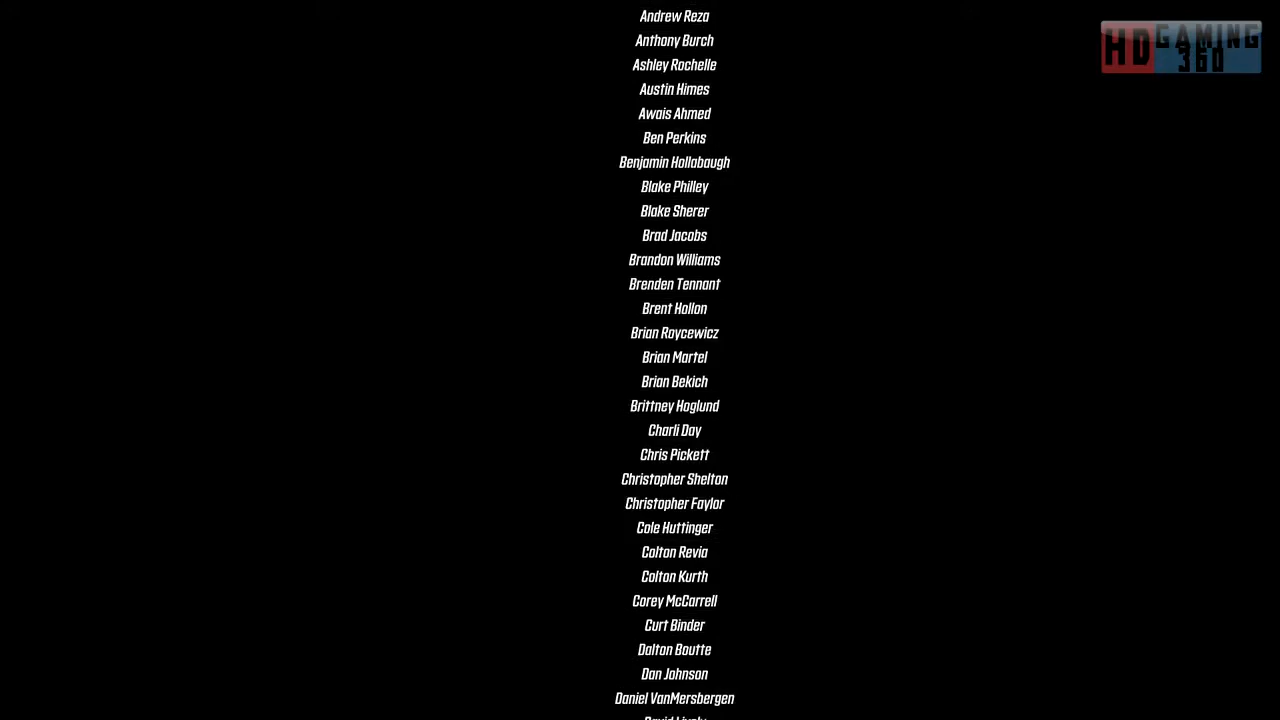 Andrew Reza
Anthony Burch
Ashley Rochelle
Austin Himes
Awais Ahmed
Ben Perkins
Benjamin Hollabaugh
Blake Philley
Blake Sherer
Brad Jacobs
Brandon Williams
Brenden Tennant
Brent Hollon
Brian Roycewicz
Brian Martel
Brian Bekich
Brittney Hoglund
Charli Day
Chris Pickett
Christopher Shelton
Christopher Faylor
Cole Huttinger
Colton Revia
Colton Kurth
Corey McCarrell
Curt Binder
Dalton Boutte
Dan Johnson
Daniel VanMersbergen
David Lively
HD GAMING
360